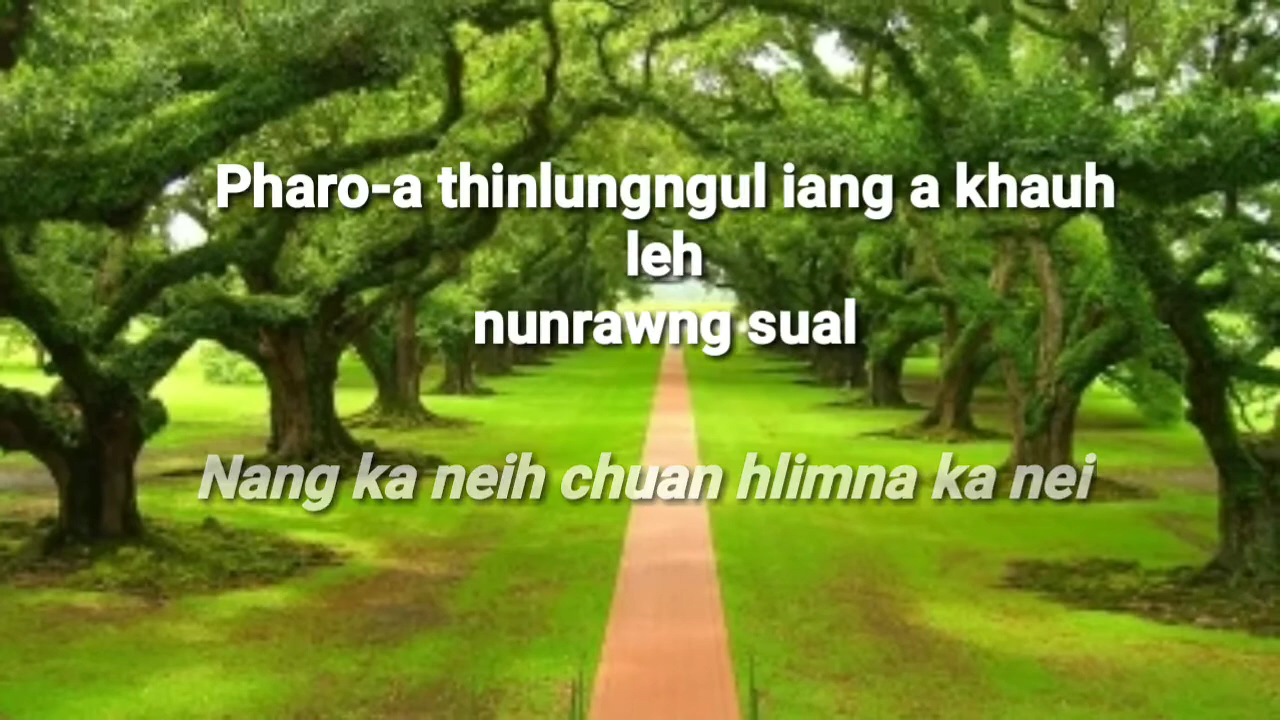 Pharo-a thinlungngul iang a khauh
leh
nunrawng sual
Nang ka neih chuan hlimna ka nei